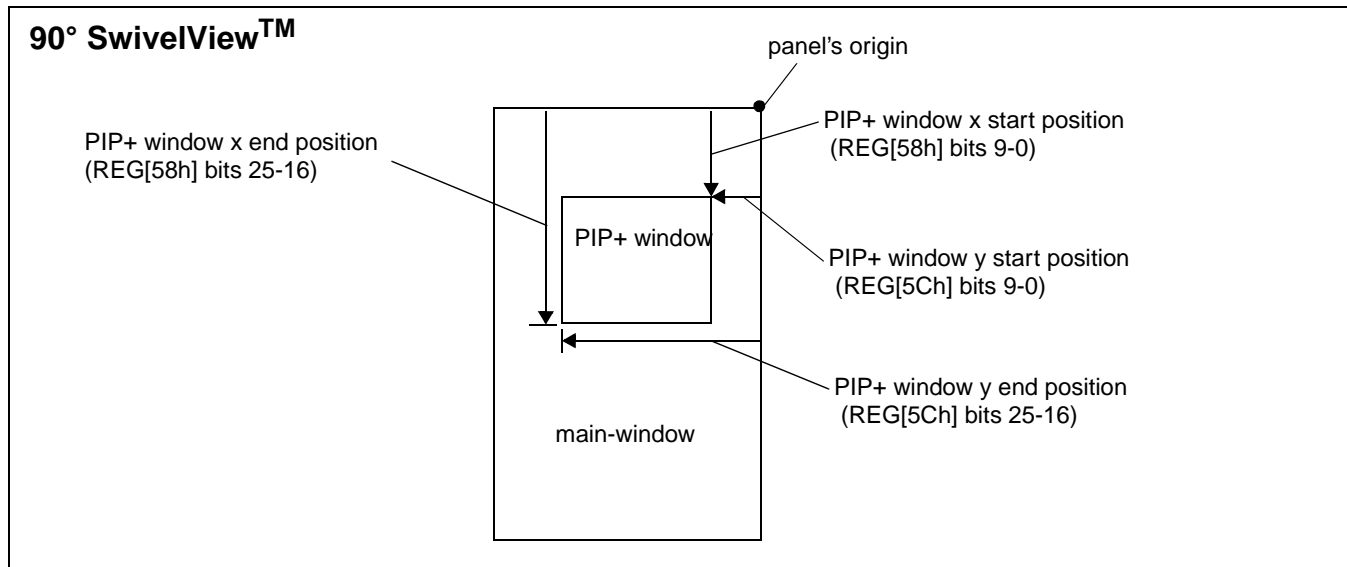 90° SwivelView™
panel's origin
PIP+ window x end position
(REG[58h] bits 25-16)
PIP+ window x start position
(REG[58h] bits 9-0)
PIP+ window
PIP+ window y start position
(REG[5Ch] bits 9-0)
PIP+ window y end position
(REG[5Ch] bits 25-16)
main-window